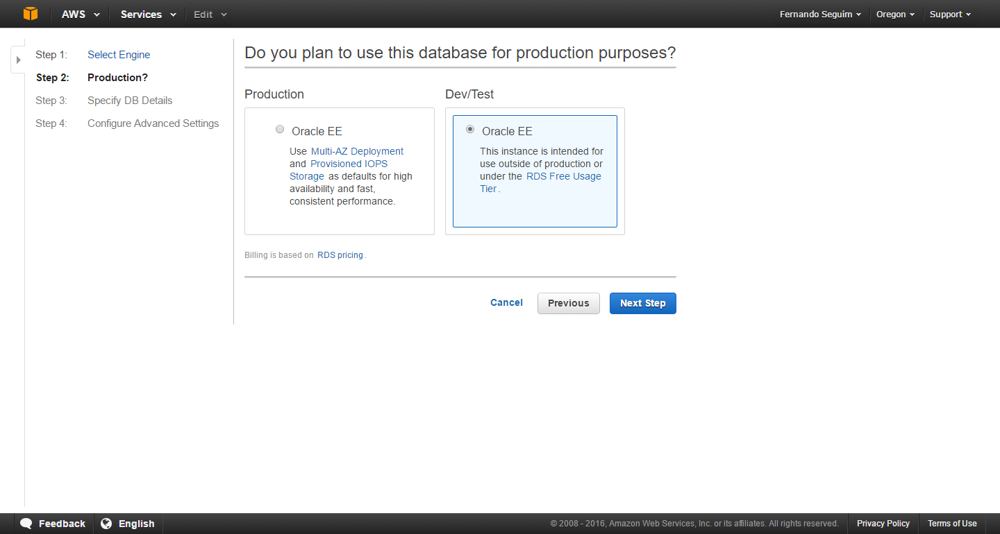 AWS Services Edit Fernando Seguim Oregon Support
Step 1: Select Engine
Step 2: Production?
Step 3: Specify DB Details
Step 4: Configure Advanced Settings
Do you plan to use this database for production purposes?
Production
Oracle EE
Use Multi-AZ Deployment
and Provisioned IOPS
Storage as defaults for high
availability and fast,
consistent performance.
Dev/Test
Oracle EE
This instance is intended for
use outside of production or
under the RDS Free Usage
Tier.
Billing is based on RDS pricing.
Cancel Previous Next Step
Feedback English © 2008 - 2016, Amazon Web Services, Inc. or its affiliates. All rights reserved. Privacy Policy Terms of Use